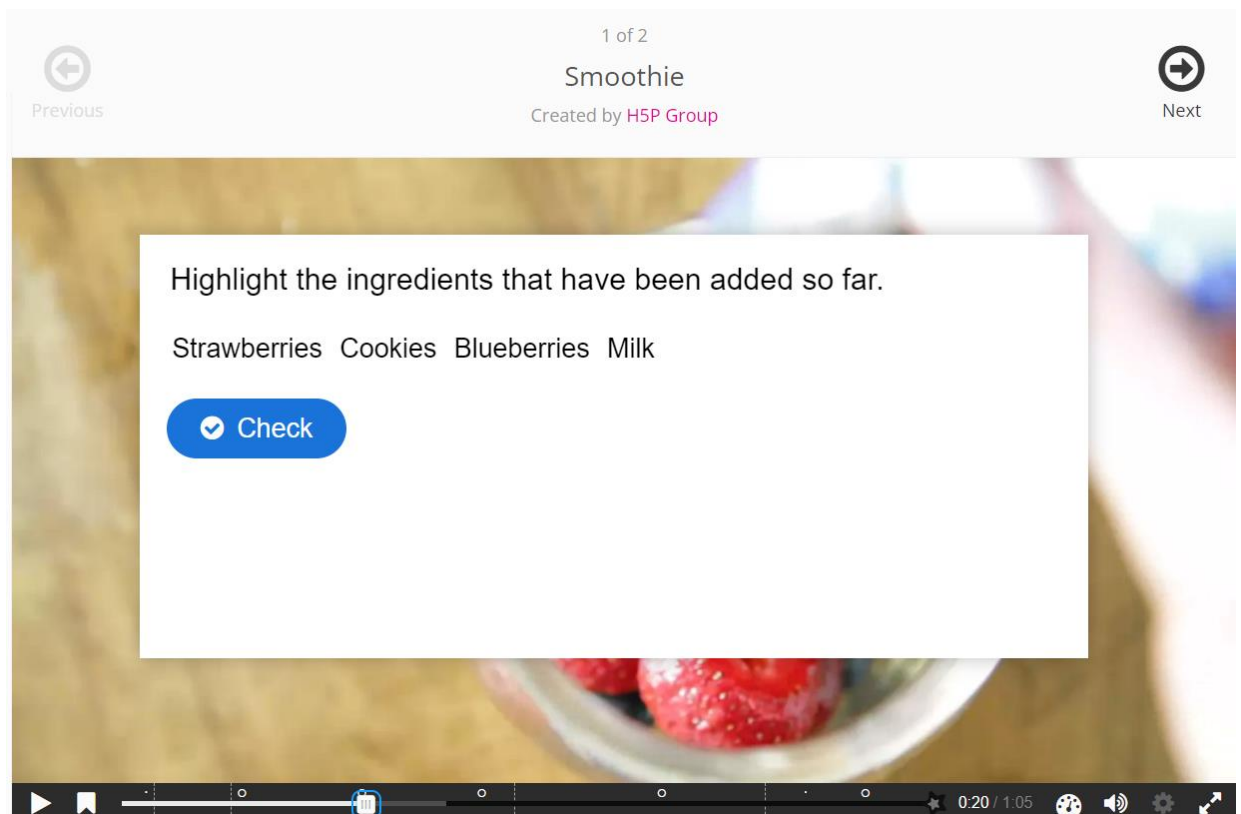 1 of 2
Smoothie
Previous
Created by H5P Group
Next
Highlight the ingredients that have been added so far.
Strawberries Cookies Blueberries Milk
Check
0:20 / 1:05